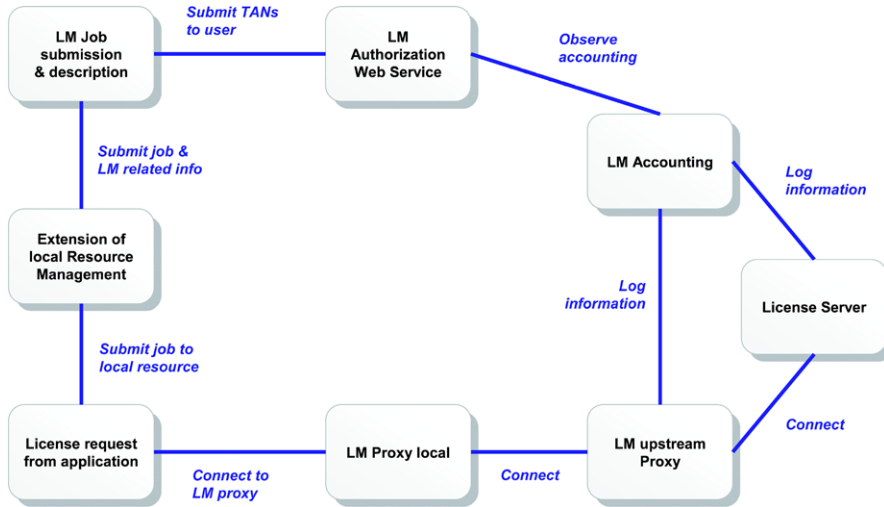 Submit TANs
to user
LM Job
submission
& description
LM
Authorization
Web Service
Observe
accounting
LM Accounting
Submit job &
LM related info
Log
information
Extension of
local Resource
Management
Log
information
License Server
Submit job to
local resource
License request
from application
Connect to
LM proxy
LM Proxy local
Connect
LM upstream
Proxy
Connect